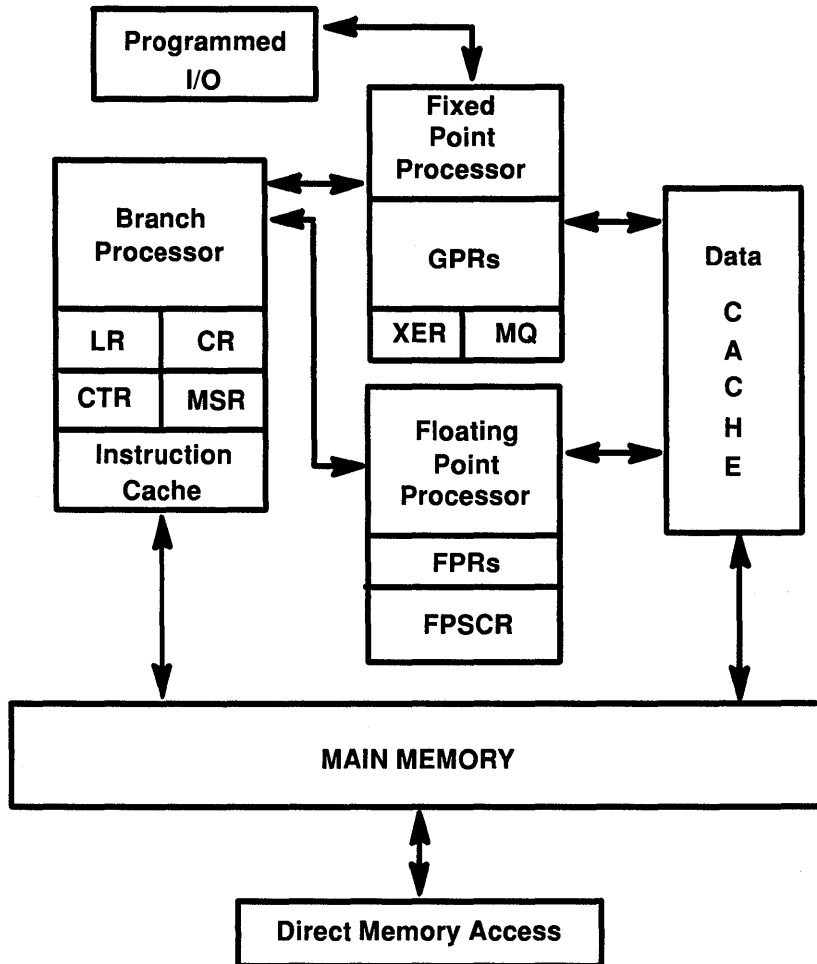 Programmed
I/O
Fixed
Point
Processor
GPRs
XER
MQ
Branch
Processor
LR
CR
CTR
MSR
Instruction
Cache
Floating
Point
Processor
FPRs
FPSCR
Data
C
A
C
H
E
MAIN MEMORY
Direct Memory Access